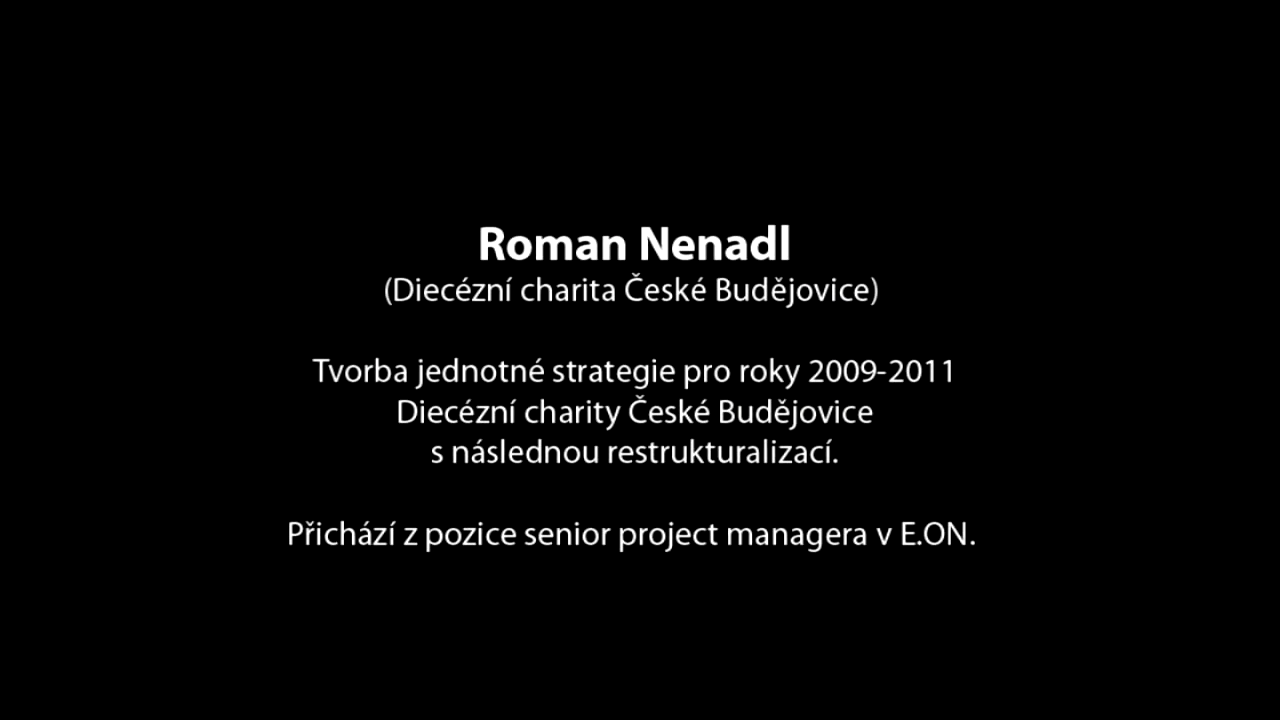 Roman Nenadl
(Diecézní charita České Budějovice)
Tvorba jednotné strategie pro roky 2009-2011
Diecézní charity České Budějovice
s následnou restrukturalizací.
Přichází z pozice senior project managera v E.ON.